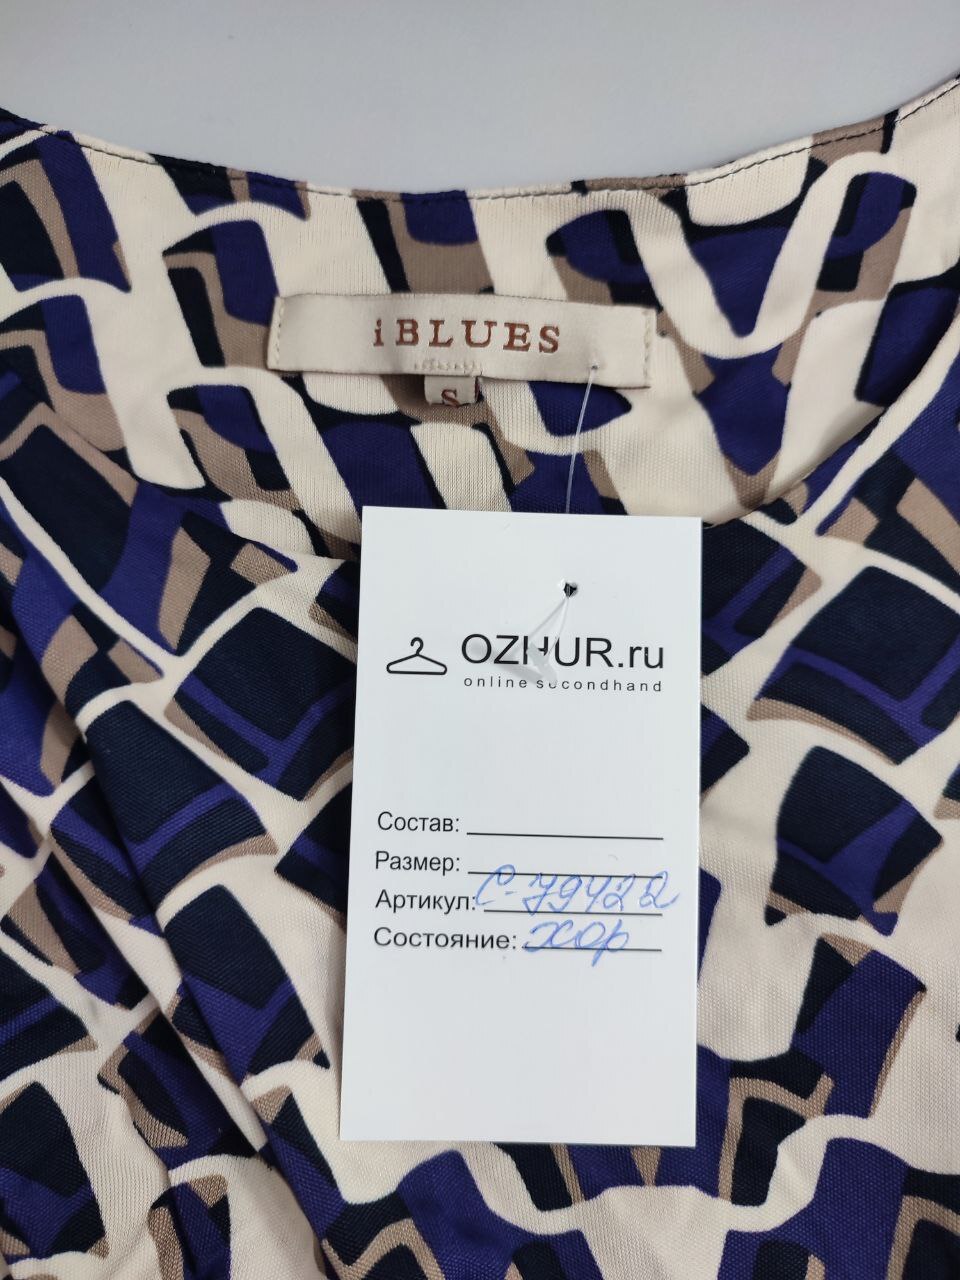 iBLUES
S
OZHUR.ru
online secondhand
Состав:
Размер:
Артикул: С-79422
Состояние: хор